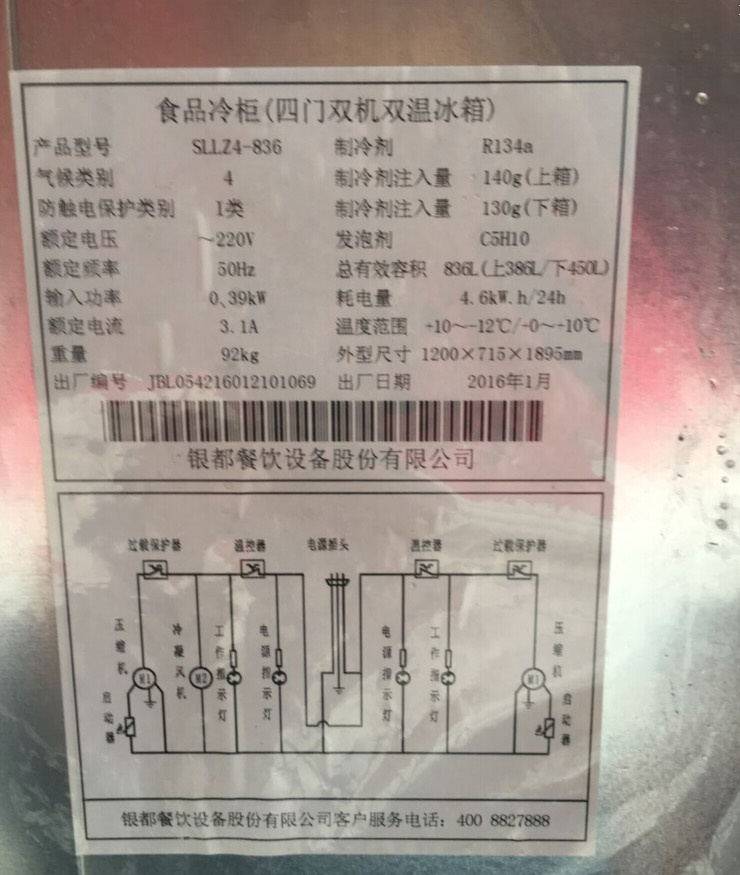 食品冷柜(四门双机双温冰箱)
产品型号 SLLZ4-836 制冷剂 R134a
气候类别 4 制冷剂注入量 140g(上箱)
防触电保护类别 I类 制冷剂注入量 130g(下箱)
额定电压 ～220V 发泡剂 C5H10
额定频率 50Hz 总有效容积 836L(上386L/下450L)
输入功率 0.39kW 耗电量 4.6kW.h/24h
额定电流 3.1A 温度范围 +10～-12℃/-0～+10℃
重量 92kg 外型尺寸 1200×715×1895mm
出厂编号 JBL054216012101069 出厂日期 2016年1月
银都餐饮设备股份有限公司
过载保护器 温控器 电源插头 温控器 过载保护器
压缩机
冷凝风机
工作指示灯
电源指示灯
电源指示灯
工作指示灯
压缩机
M1 M2 M1
启动器
启动器
银都餐饮设备股份有限公司客户服务电话：400 8827888